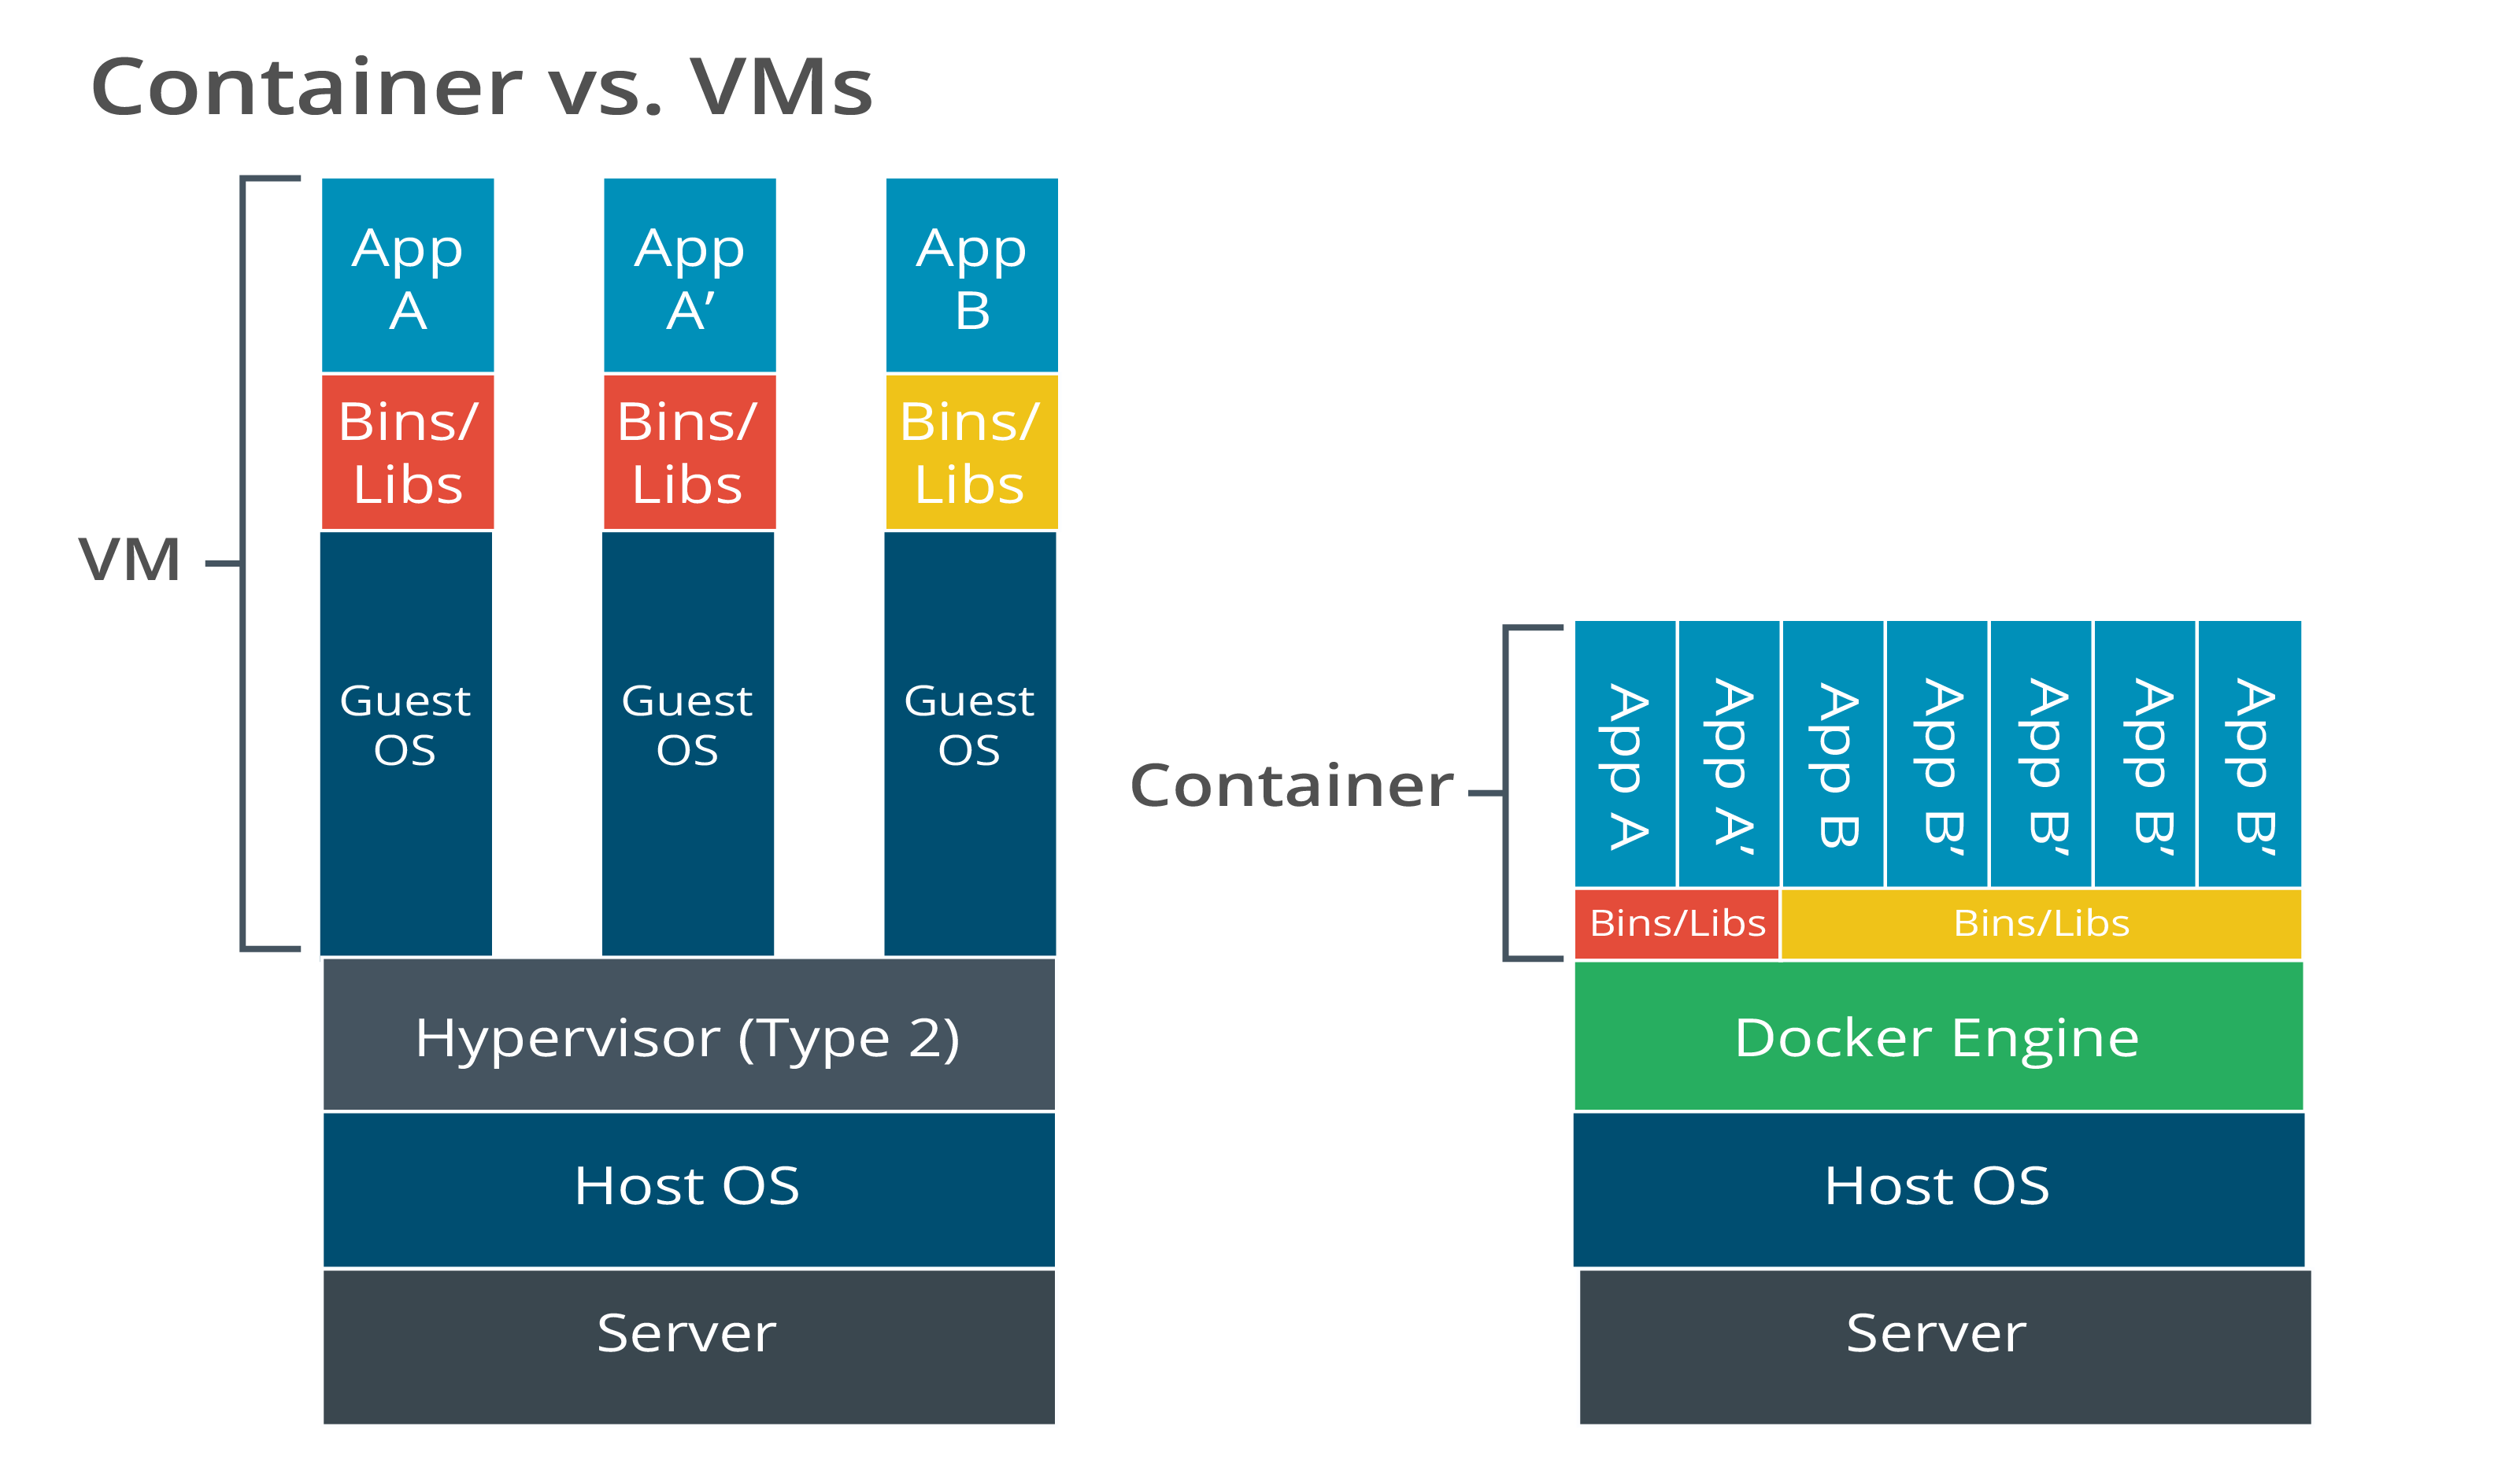 Container vs. VMs
VM
App
A
App
A’
App
B
Bins/
Libs
Bins/
Libs
Bins/
Libs
Guest
OS
Guest
OS
Guest
OS
Hypervisor (Type 2)
Host OS
Server
Container
App A
App A’
App B
App B’
App B’
App B’
App B’
Bins/Libs
Bins/Libs
Docker Engine
Host OS
Server